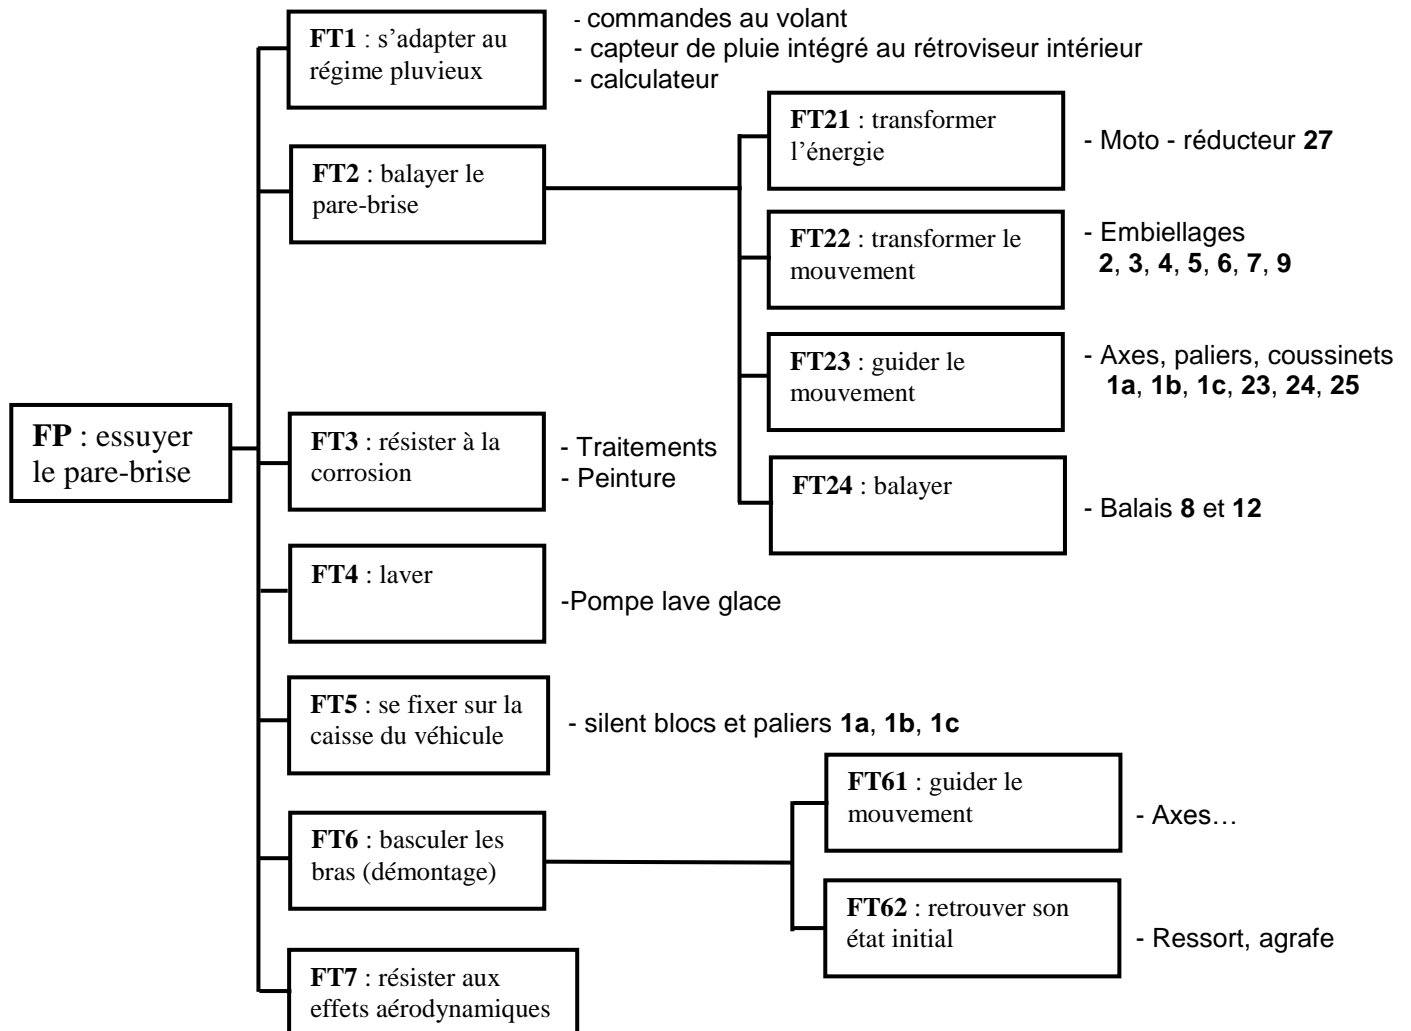 FT1 : s’adapter au
régime pluvieux
- commandes au volant
- capteur de pluie intégré au rétroviseur intérieur
- calculateur
FT2 : balayer le
pare-brise
FT21 : transformer
l’énergie
- Moto - réducteur 27
FT22 : transformer le
mouvement
- Embiellages
2, 3, 4, 5, 6, 7, 9
FT23 : guider le
mouvement
- Axes, paliers, coussinets
1a, 1b, 1c, 23, 24, 25
FT24 : balayer
- Balais 8 et 12
FP : essuyer
le pare-brise
FT3 : résister à la
corrosion
- Traitements
- Peinture
FT4 : laver
-Pompe lave glace
FT5 : se fixer sur la
caisse du véhicule
- silent blocs et paliers 1a, 1b, 1c
FT6 : basculer les
bras (démontage)
FT61 : guider le
mouvement
- Axes…
FT62 : retrouver son
état initial
- Ressort, agrafe
FT7 : résister aux
effets aérodynamiques